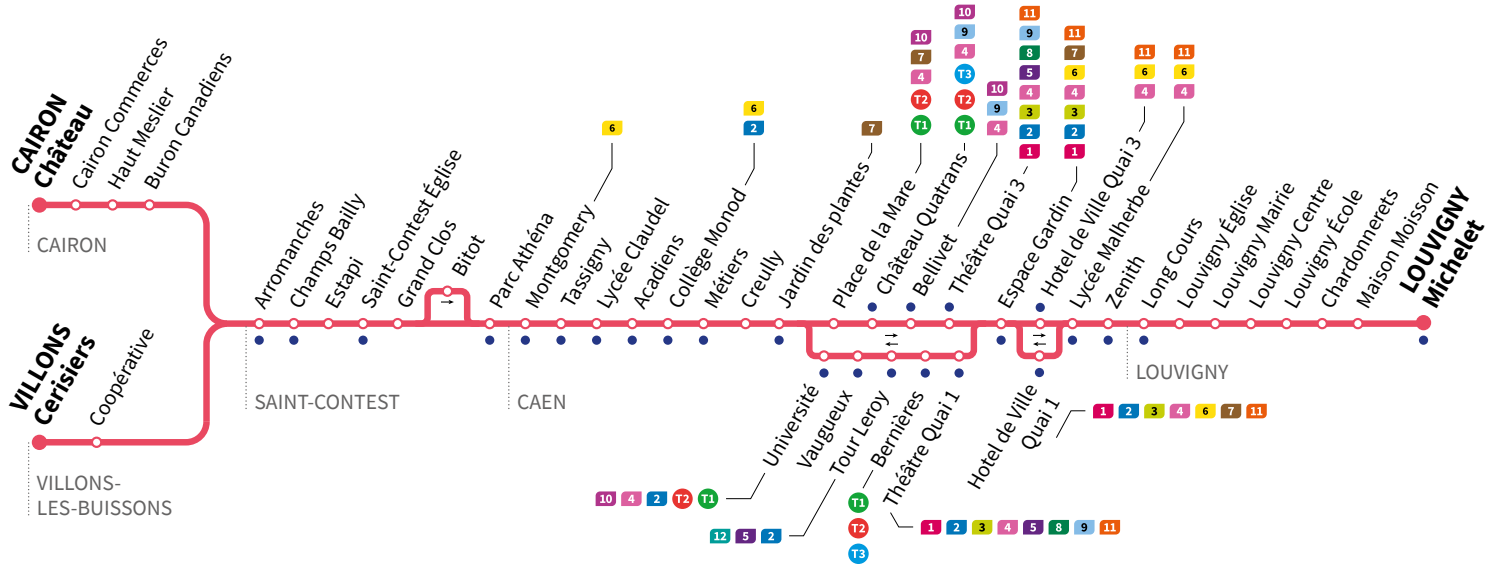 CAIRON
Château
Cairon Commerces
Haut Meslier
Buron Canadiens
CAIRON
VILLONS
Cerisiers
Coopérative
VILLONS-
LES-BUISSONS
Arromanches
Champs Bailly
Estapi
Saint-Contest Église
Grand Clos
Bitot
SAINT-CONTEST
Parc Athéna
Montgomery
6
Tassigny
Lycée Claudel
Acadiens
Collège Monod
Métiers
6
2
Creully
Jardin des plantes
7
CAEN
Place de la Mare
10
7
4
T2
T1
Château Quatrans
10
9
4
T3
T2
T1
Bellivet
10
9
4
Théâtre Quai 3
11
9
8
5
4
3
2
1
Espace Gardin
11
7
6
4
3
2
1
Hotel de Ville Quai 3
11
6
4
Lycée Malherbe
11
6
4
Zenith
Long Cours
Louvigny Église
Louvigny Mairie
Louvigny Centre
Louvigny École
Chardonnerets
Maison Moisson
LOUVIGNY
Michelet
LOUVIGNY
Université
10 4 2 T2 T1
Vaugueux
Tour Leroy
12 5 2
Bernières
T1
T2
T3
Théâtre Quai 1
1 2 3 4 5 8 9 11
Hotel de Ville
Quai 1
1 2 3 4 6 7 11